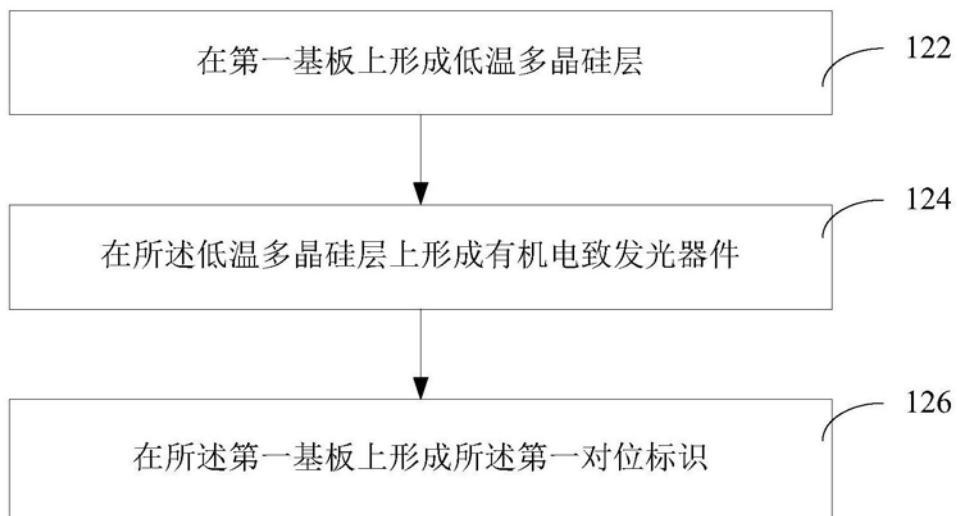 在第一基板上形成低温多晶硅层
122
在所述低温多晶硅层上形成有机电致发光器件
124
在所述第一基板上形成所述第一对位标识
126